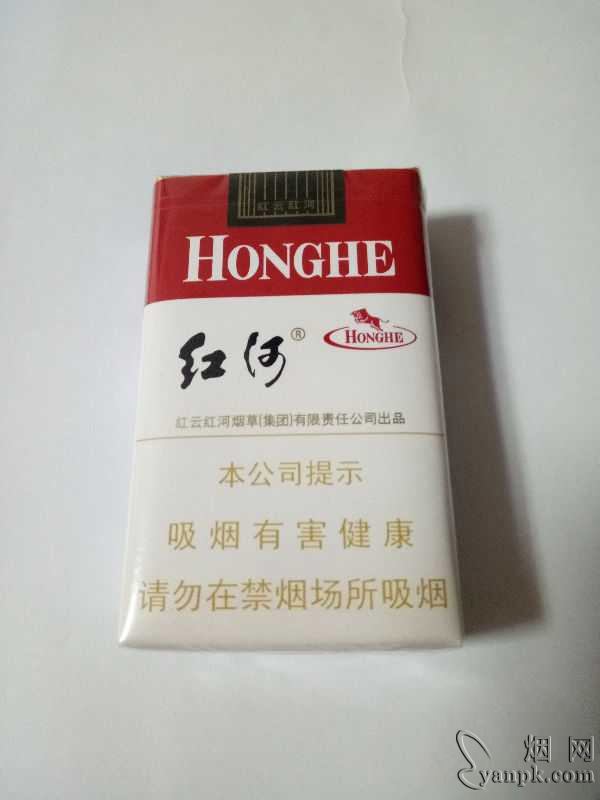 红云红河
HONGHE
红河®
HONGHE
红云红河烟草(集团)有限责任公司出品
本公司提示
吸烟有害健康
请勿在禁烟场所吸烟
烟网
yanpk.com